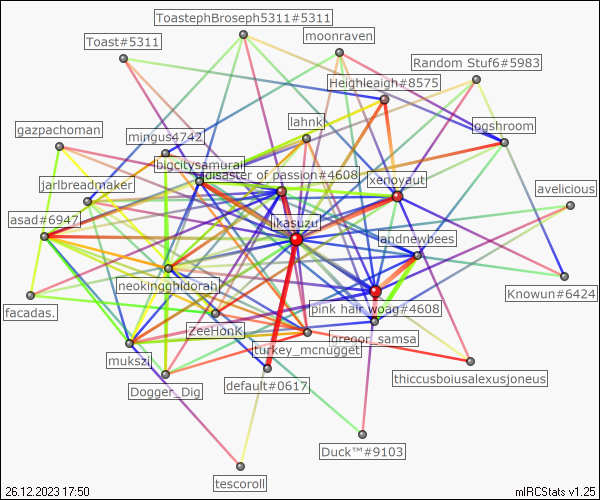 ToastephBroseph5311#5311
moonraven
Toast#5311
Random Stuf6#5983
Heighleaigh#8575
lahnk
ogshroom
gazpachoman
mingus4742
bigcitysamurai
disaster of passion#4608
xenoyaut
jarlbreadmaker
avelicious
asad#6947
likasuzu
landnewbees
neokingghidorah
Knowun#6424
facadas.
pink hair woag#4608
ZeeHonK
gregor_samsa
turkey_mcnugget
mukszi
thiccusboiusalexusjoneus
default#0617
Dogger_Dig
Duck™#9103
tescoroll
26.12.2023 17:50
mIRCStats v1.25